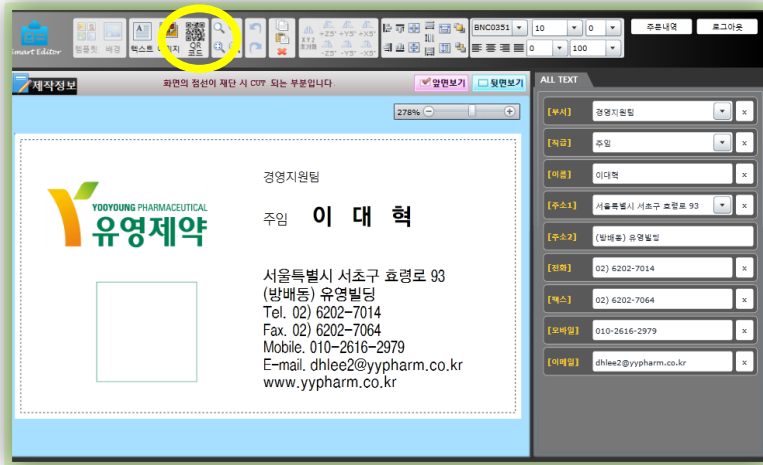 Smart Editor
템플릿 배경 텍스트 이미지 QR 코드
+Z5° +Y5° +X5°
X Y Z
초기화 -Z5° -Y5° -X5°
BNC0351 10 0
0 100
주문내역 로그아웃
제작정보
화면의 점선이 재단 시 CUT 되는 부분입니다
앞면보기 뒷면보기
278%
YOOYOUNG PHARMACEUTICAL
유영제약
경영지원팀
주임 이 대 혁
서울특별시 서초구 효령로 93
(방배동) 유영빌딩
Tel. 02) 6202-7014
Fax. 02) 6202-7064
Mobile. 010-2616-2979
E-mail. dhlee2@yypharm.co.kr
www.yypharm.co.kr
ALL TEXT
[부서] 경영지원팀 x
[직급] 주임 x
[이름] 이대혁 x
[주소1] 서울특별시 서초구 효령로 93 x
[주소2] (방배동) 유영빌딩
[전화] 02) 6202-7014 x
[팩스] 02) 6202-7064 x
[모바일] 010-2616-2979 x
[이메일] dhlee2@yypharm.co.kr x